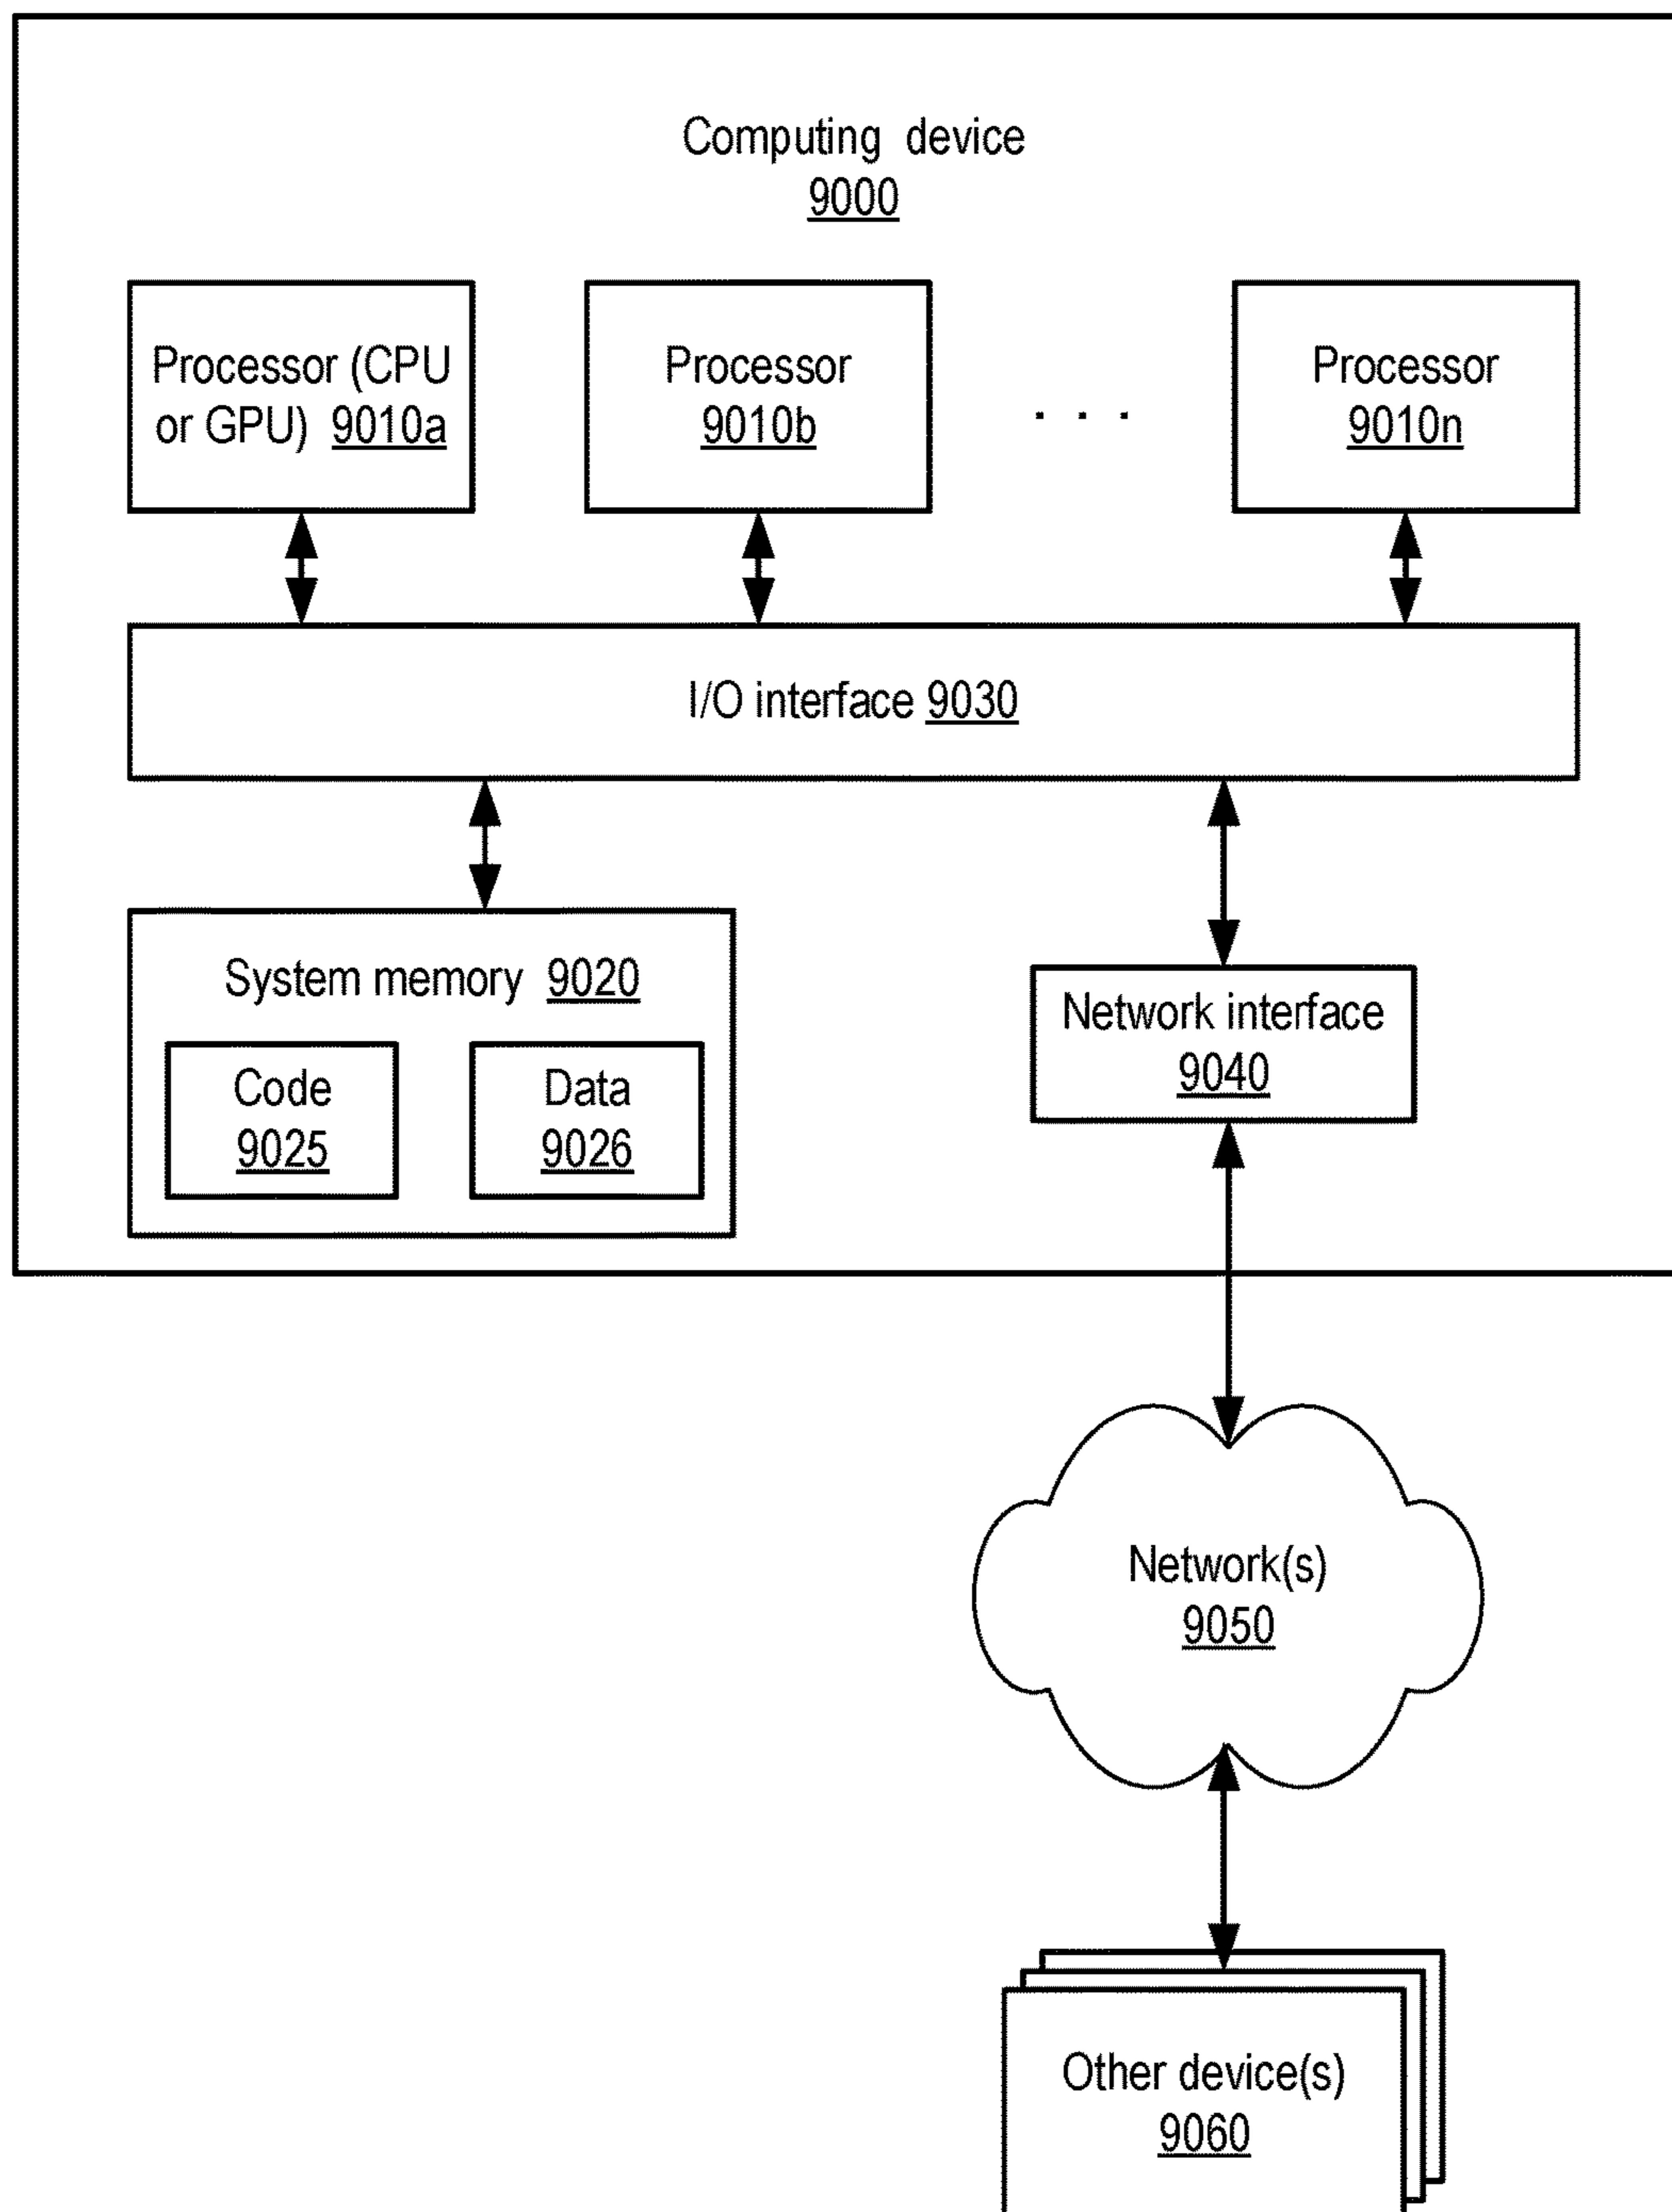 Computing device
9000
Processor (CPU
or GPU) 9010a
Processor
9010b
. . .
Processor
9010n
I/O interface 9030
System memory 9020
Code
9025
Data
9026
Network interface
9040
Network(s)
9050
Other device(s)
9060